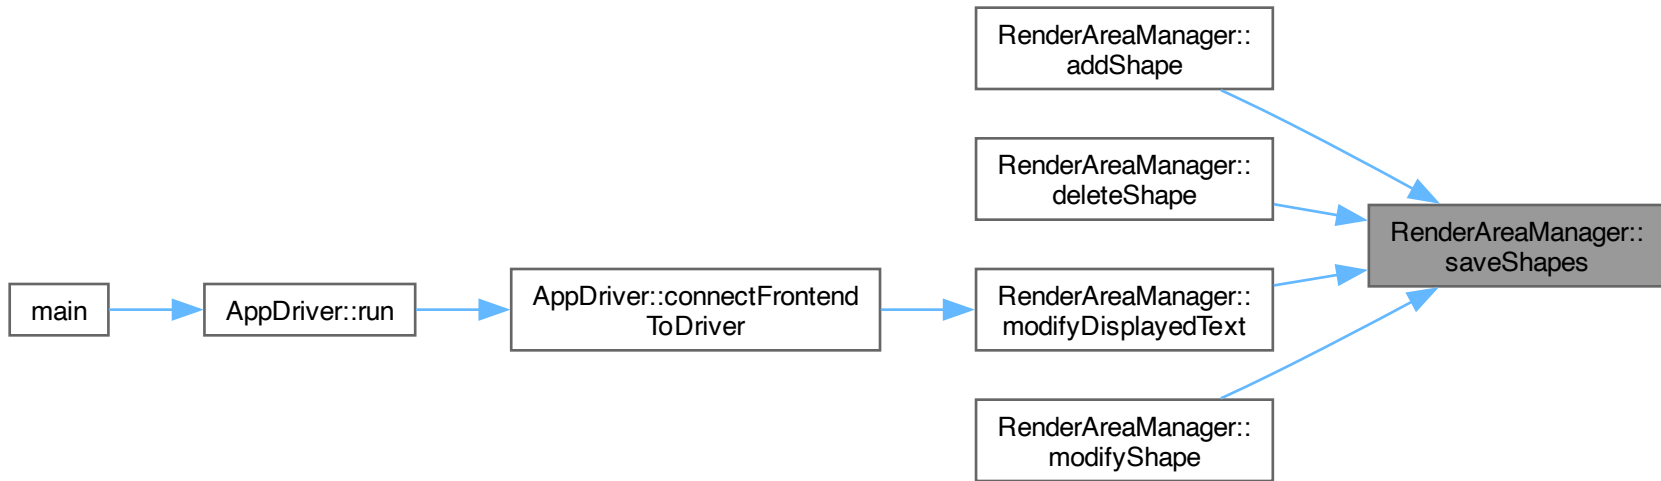 RenderAreaManager::
addShape
RenderAreaManager::
deleteShape
RenderAreaManager::
saveShapes
main
AppDriver::run
AppDriver::connectFrontend
ToDriver
RenderAreaManager::
modifyDisplayedText
RenderAreaManager::
modifyShape